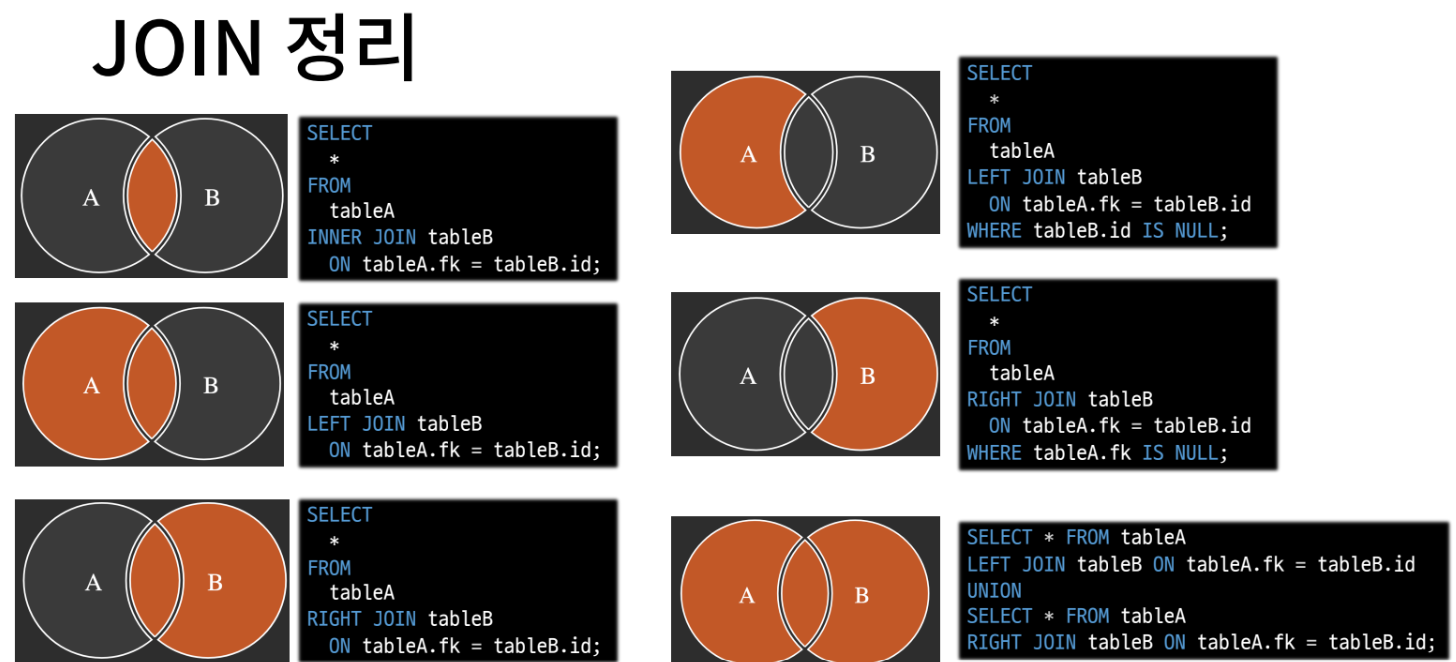 JOIN 정리
A
B
SELECT
*
FROM
tableA
INNER JOIN tableB
ON tableA.fk = tableB.id;
A
B
SELECT
*
FROM
tableA
LEFT JOIN tableB
ON tableA.fk = tableB.id;
A
B
SELECT
*
FROM
tableA
RIGHT JOIN tableB
ON tableA.fk = tableB.id;
A
B
SELECT
*
FROM
tableA
LEFT JOIN tableB
ON tableA.fk = tableB.id
WHERE tableB.id IS NULL;
A
B
SELECT
*
FROM
tableA
RIGHT JOIN tableB
ON tableA.fk = tableB.id
WHERE tableA.fk IS NULL;
A
B
SELECT * FROM tableA
LEFT JOIN tableB ON tableA.fk = tableB.id
UNION
SELECT * FROM tableA
RIGHT JOIN tableB ON tableA.fk = tableB.id;